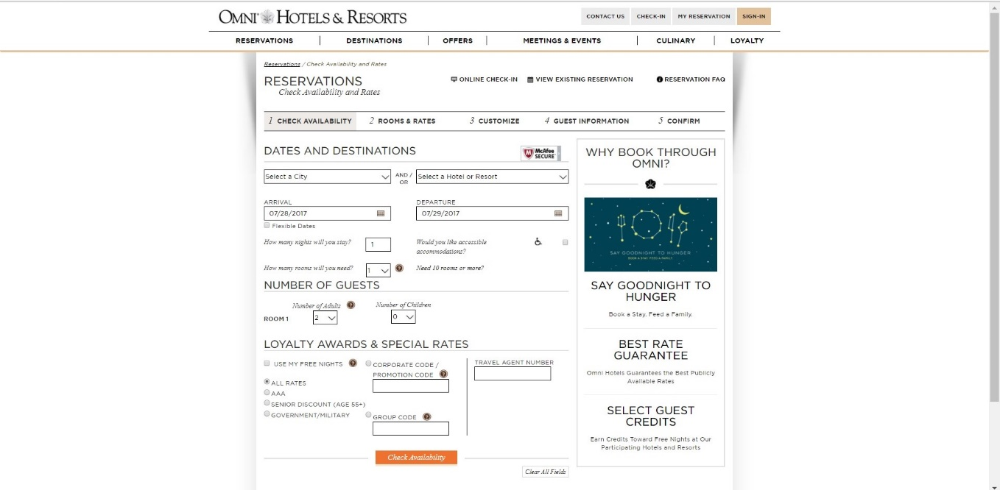 OMNI HOTELS & RESORTS
CONTACT US
CHECK-IN
MY RESERVATION
SIGN-IN
RESERVATIONS
DESTINATIONS
OFFERS
MEETINGS & EVENTS
CULINARY
LOYALTY
Reservations / Check Availability and Rates
RESERVATIONS
Check Availability and Rates
ONLINE CHECK-IN
VIEW EXISTING RESERVATION
RESERVATION FAQ
1 CHECK AVAILABILITY
2 ROOMS & RATES
3 CUSTOMIZE
4 GUEST INFORMATION
5 CONFIRM
DATES AND DESTINATIONS
McAfee
SECURE
Select a City
AND /
OR
Select a Hotel or Resort
ARRIVAL
07/28/2017
Flexible Dates
DEPARTURE
07/29/2017
How many nights will you stay?
1
Would you like accessible
accommodations?
How many rooms will you need?
1
?
Need 10 rooms or more?
NUMBER OF GUESTS
Number of Adults ?
Number of Children
ROOM 1
2
0
LOYALTY AWARDS & SPECIAL RATES
USE MY FREE NIGHTS ?
ALL RATES
AAA
SENIOR DISCOUNT (AGE 55+)
GOVERNMENT/MILITARY
CORPORATE CODE /
PROMOTION CODE ?
GROUP CODE ?
TRAVEL AGENT NUMBER
Check Availability
Clear All Fields
WHY BOOK THROUGH
OMNI?
SAY GOODNIGHT TO HUNGER
BOOK A STAY. FEED A FAMILY.
SAY GOODNIGHT TO
HUNGER
Book a Stay. Feed a Family.
BEST RATE
GUARANTEE
Omni Hotels Guarantees the Best Publicly
Available Rates
SELECT GUEST
CREDITS
Earn Credits Toward Free Nights at Our
Participating Hotels and Resorts